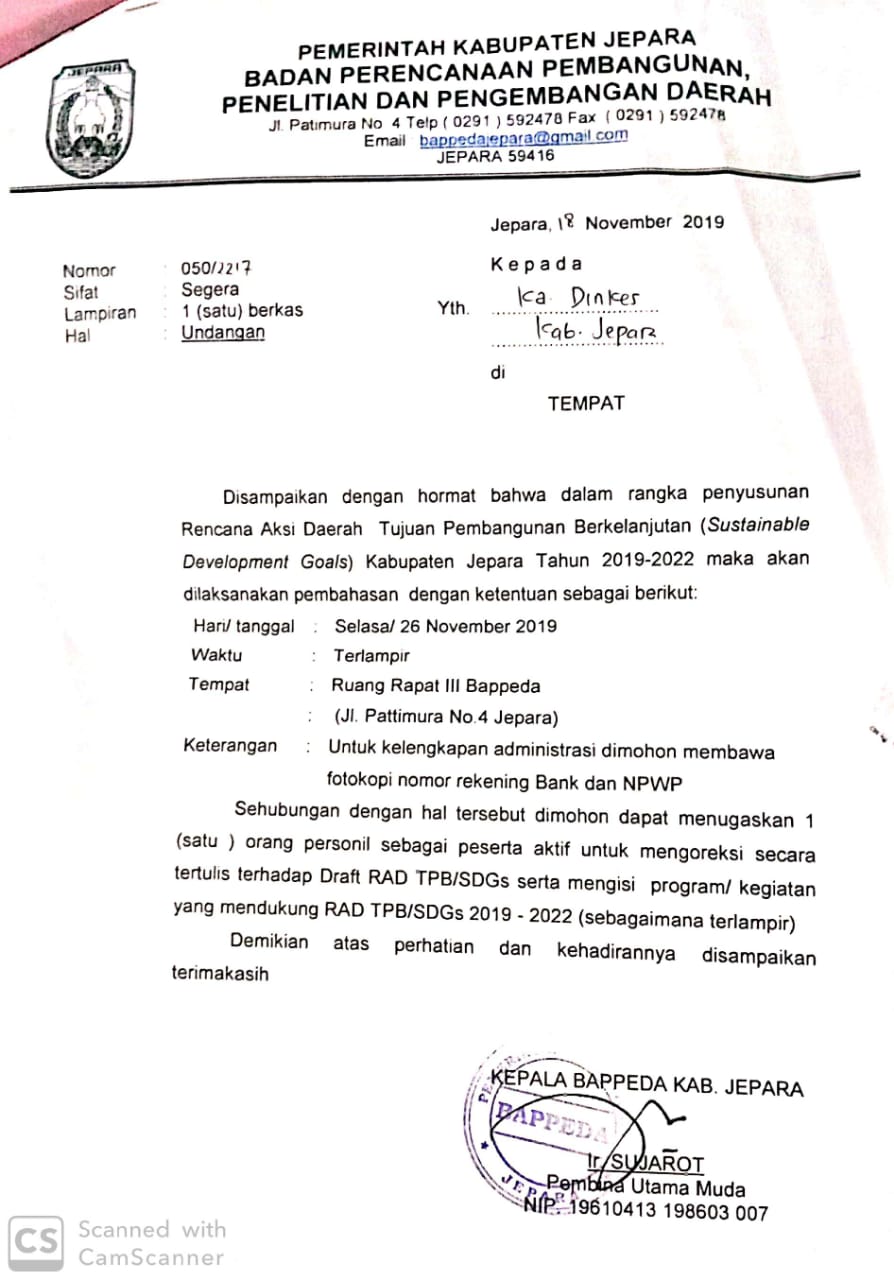 JEPARA
PEMERINTAH KABUPATEN JEPARA
BADAN PERENCANAAN PEMBANGUNAN,
PENELITIAN DAN PENGEMBANGAN DAERAH
Jl. Patimura No 4 Telp ( 0291 ) 592478 Fax ( 0291 ) 592478
Email bappedajepara@gmail.com
JEPARA 59416
Jepara, 18 November 2019
Nomor : 050/2217
Sifat : Segera
Lampiran : 1 (satu) berkas
Hal : Undangan
Kepada
Yth. Ka. Dinkes
Kab. Jepara
di
TEMPAT
Disampaikan dengan hormat bahwa dalam rangka penyusunan
Rencana Aksi Daerah Tujuan Pembangunan Berkelanjutan (Sustainable
Development Goals) Kabupaten Jepara Tahun 2019-2022 maka akan
dilaksanakan pembahasan dengan ketentuan sebagai berikut:
Hari/ tanggal : Selasa/ 26 November 2019
Waktu : Terlampir
Tempat : Ruang Rapat III Bappeda
: (Jl. Pattimura No.4 Jepara)
Keterangan : Untuk kelengkapan administrasi dimohon membawa
fotokopi nomor rekening Bank dan NPWP
Sehubungan dengan hal tersebut dimohon dapat menugaskan 1
(satu ) orang personil sebagai peserta aktif untuk mengoreksi secara
tertulis terhadap Draft RAD TPB/SDGs serta mengisi program/ kegiatan
yang mendukung RAD TPB/SDGs 2019 - 2022 (sebagaimana terlampir)
Demikian atas perhatian dan kehadirannya disampaikan
terimakasih
KEPALA BAPPEDA KAB. JEPARA
BAPPEDA
JEPARA
Ir. SUJAROT
Pembina Utama Muda
NIP. 19610413 198603 007
CS Scanned with
CamScanner